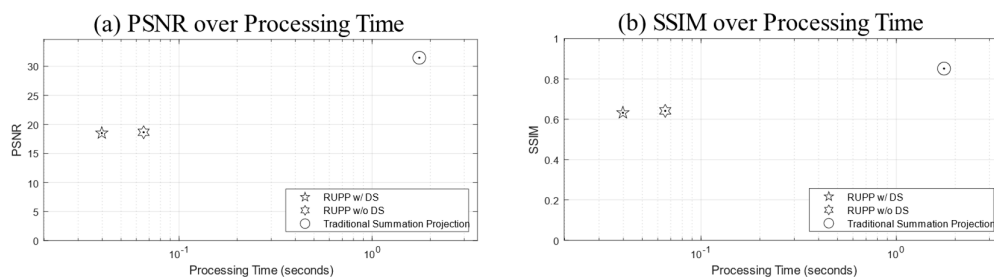 (a) PSNR over Processing Time
30
25
20
15
10
5
0
PSNR
10⁻¹
10⁰
Processing Time (seconds)
RUPP w/ DS
RUPP w/o DS
Traditional Summation Projection
(b) SSIM over Processing Time
1
0.8
0.6
0.4
0.2
0
SSIM
10⁻¹
10⁰
Processing Time (seconds)
RUPP w/ DS
RUPP w/o DS
Traditional Summation Projection